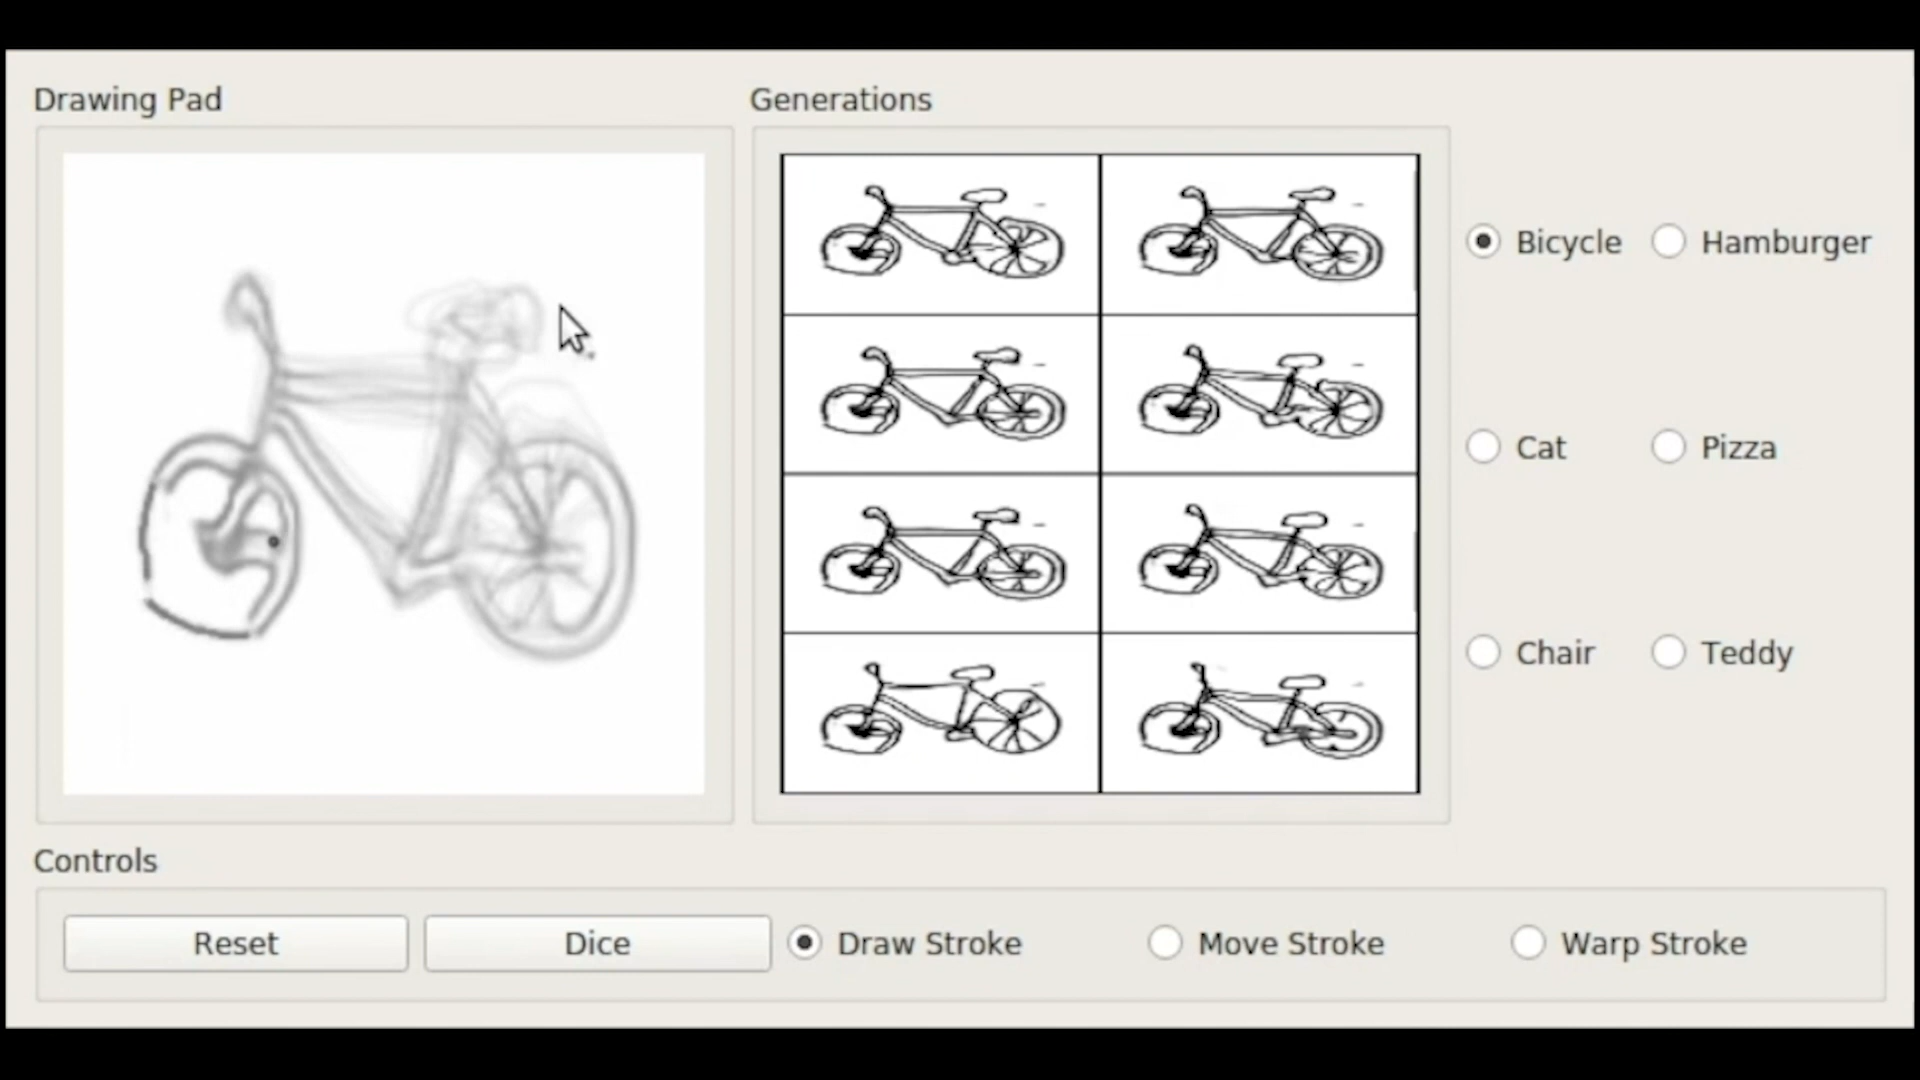 Drawing Pad
Generations
Bicycle
Hamburger
Cat
Pizza
Chair
Teddy
Controls
Reset
Dice
Draw Stroke
Move Stroke
Warp Stroke